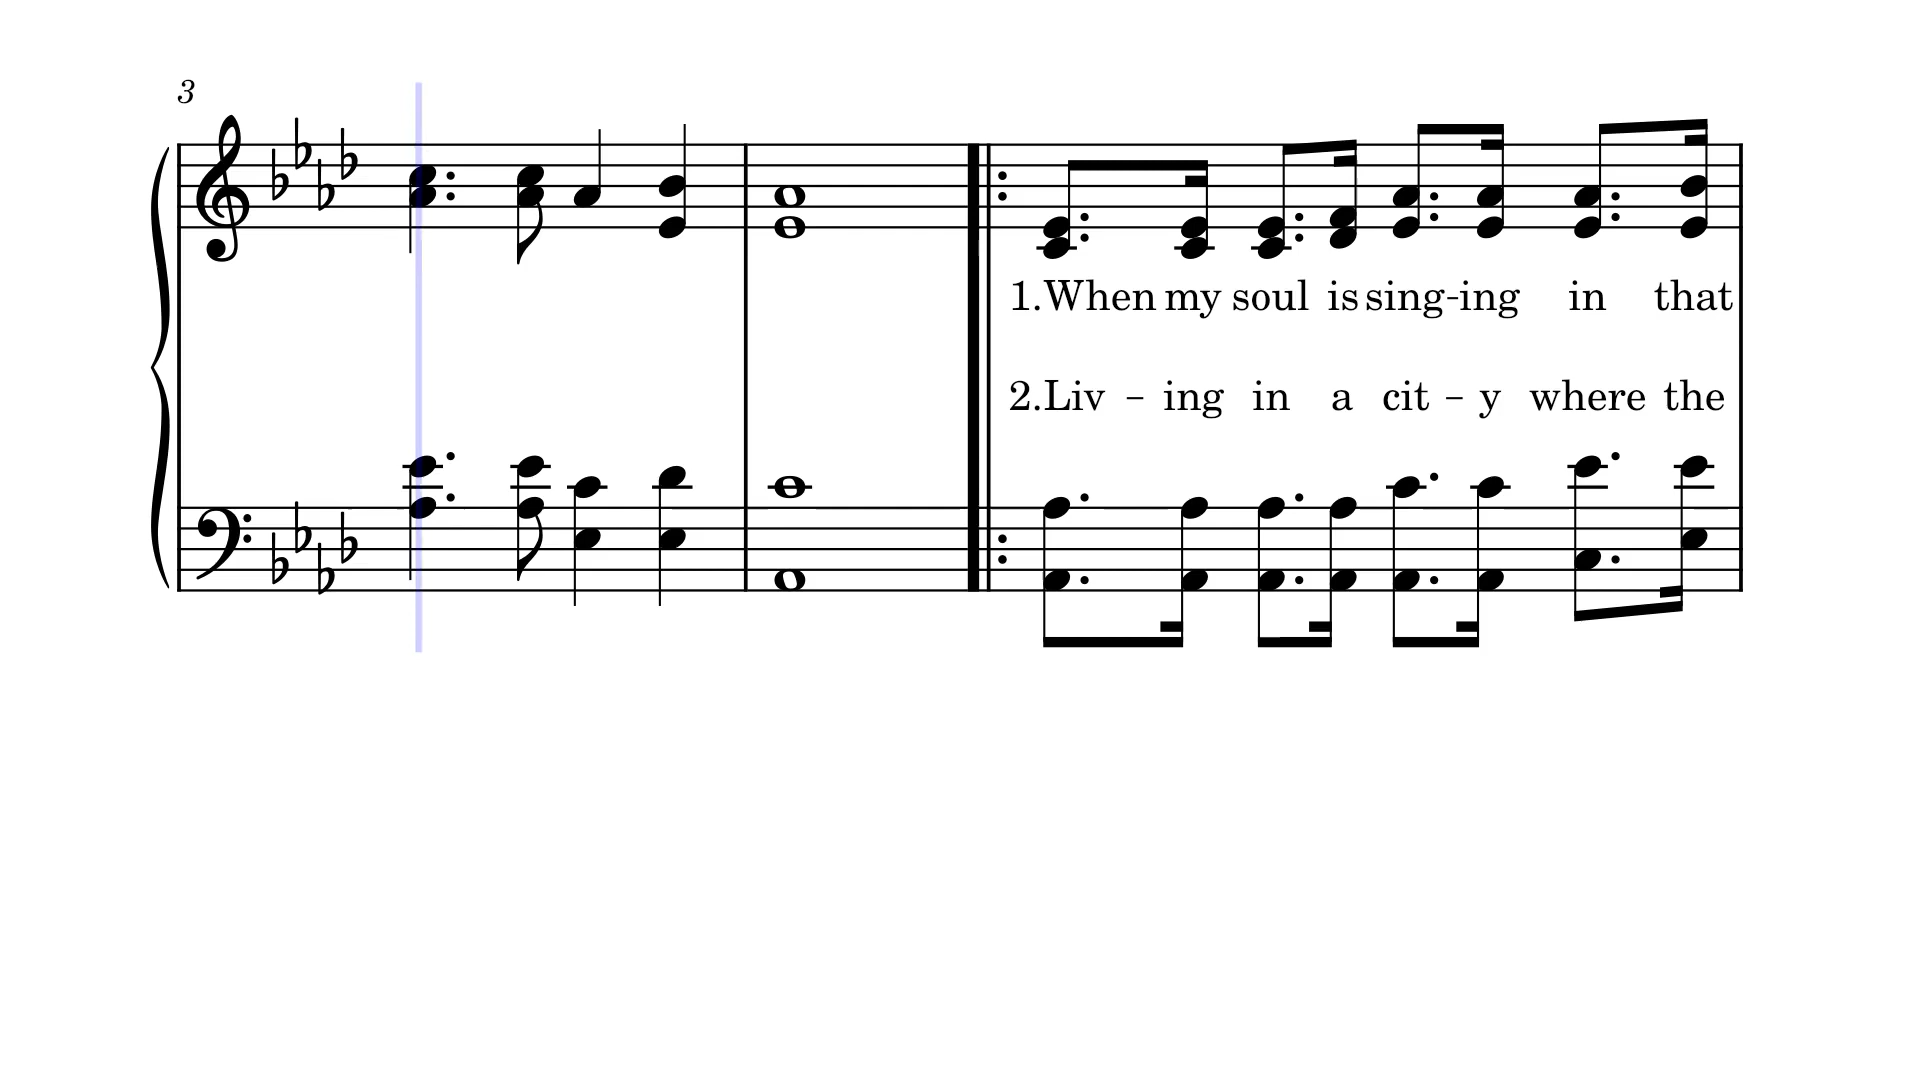 3
1.When my soul is sing-ing in that
2.Liv - ing in a cit - y where the